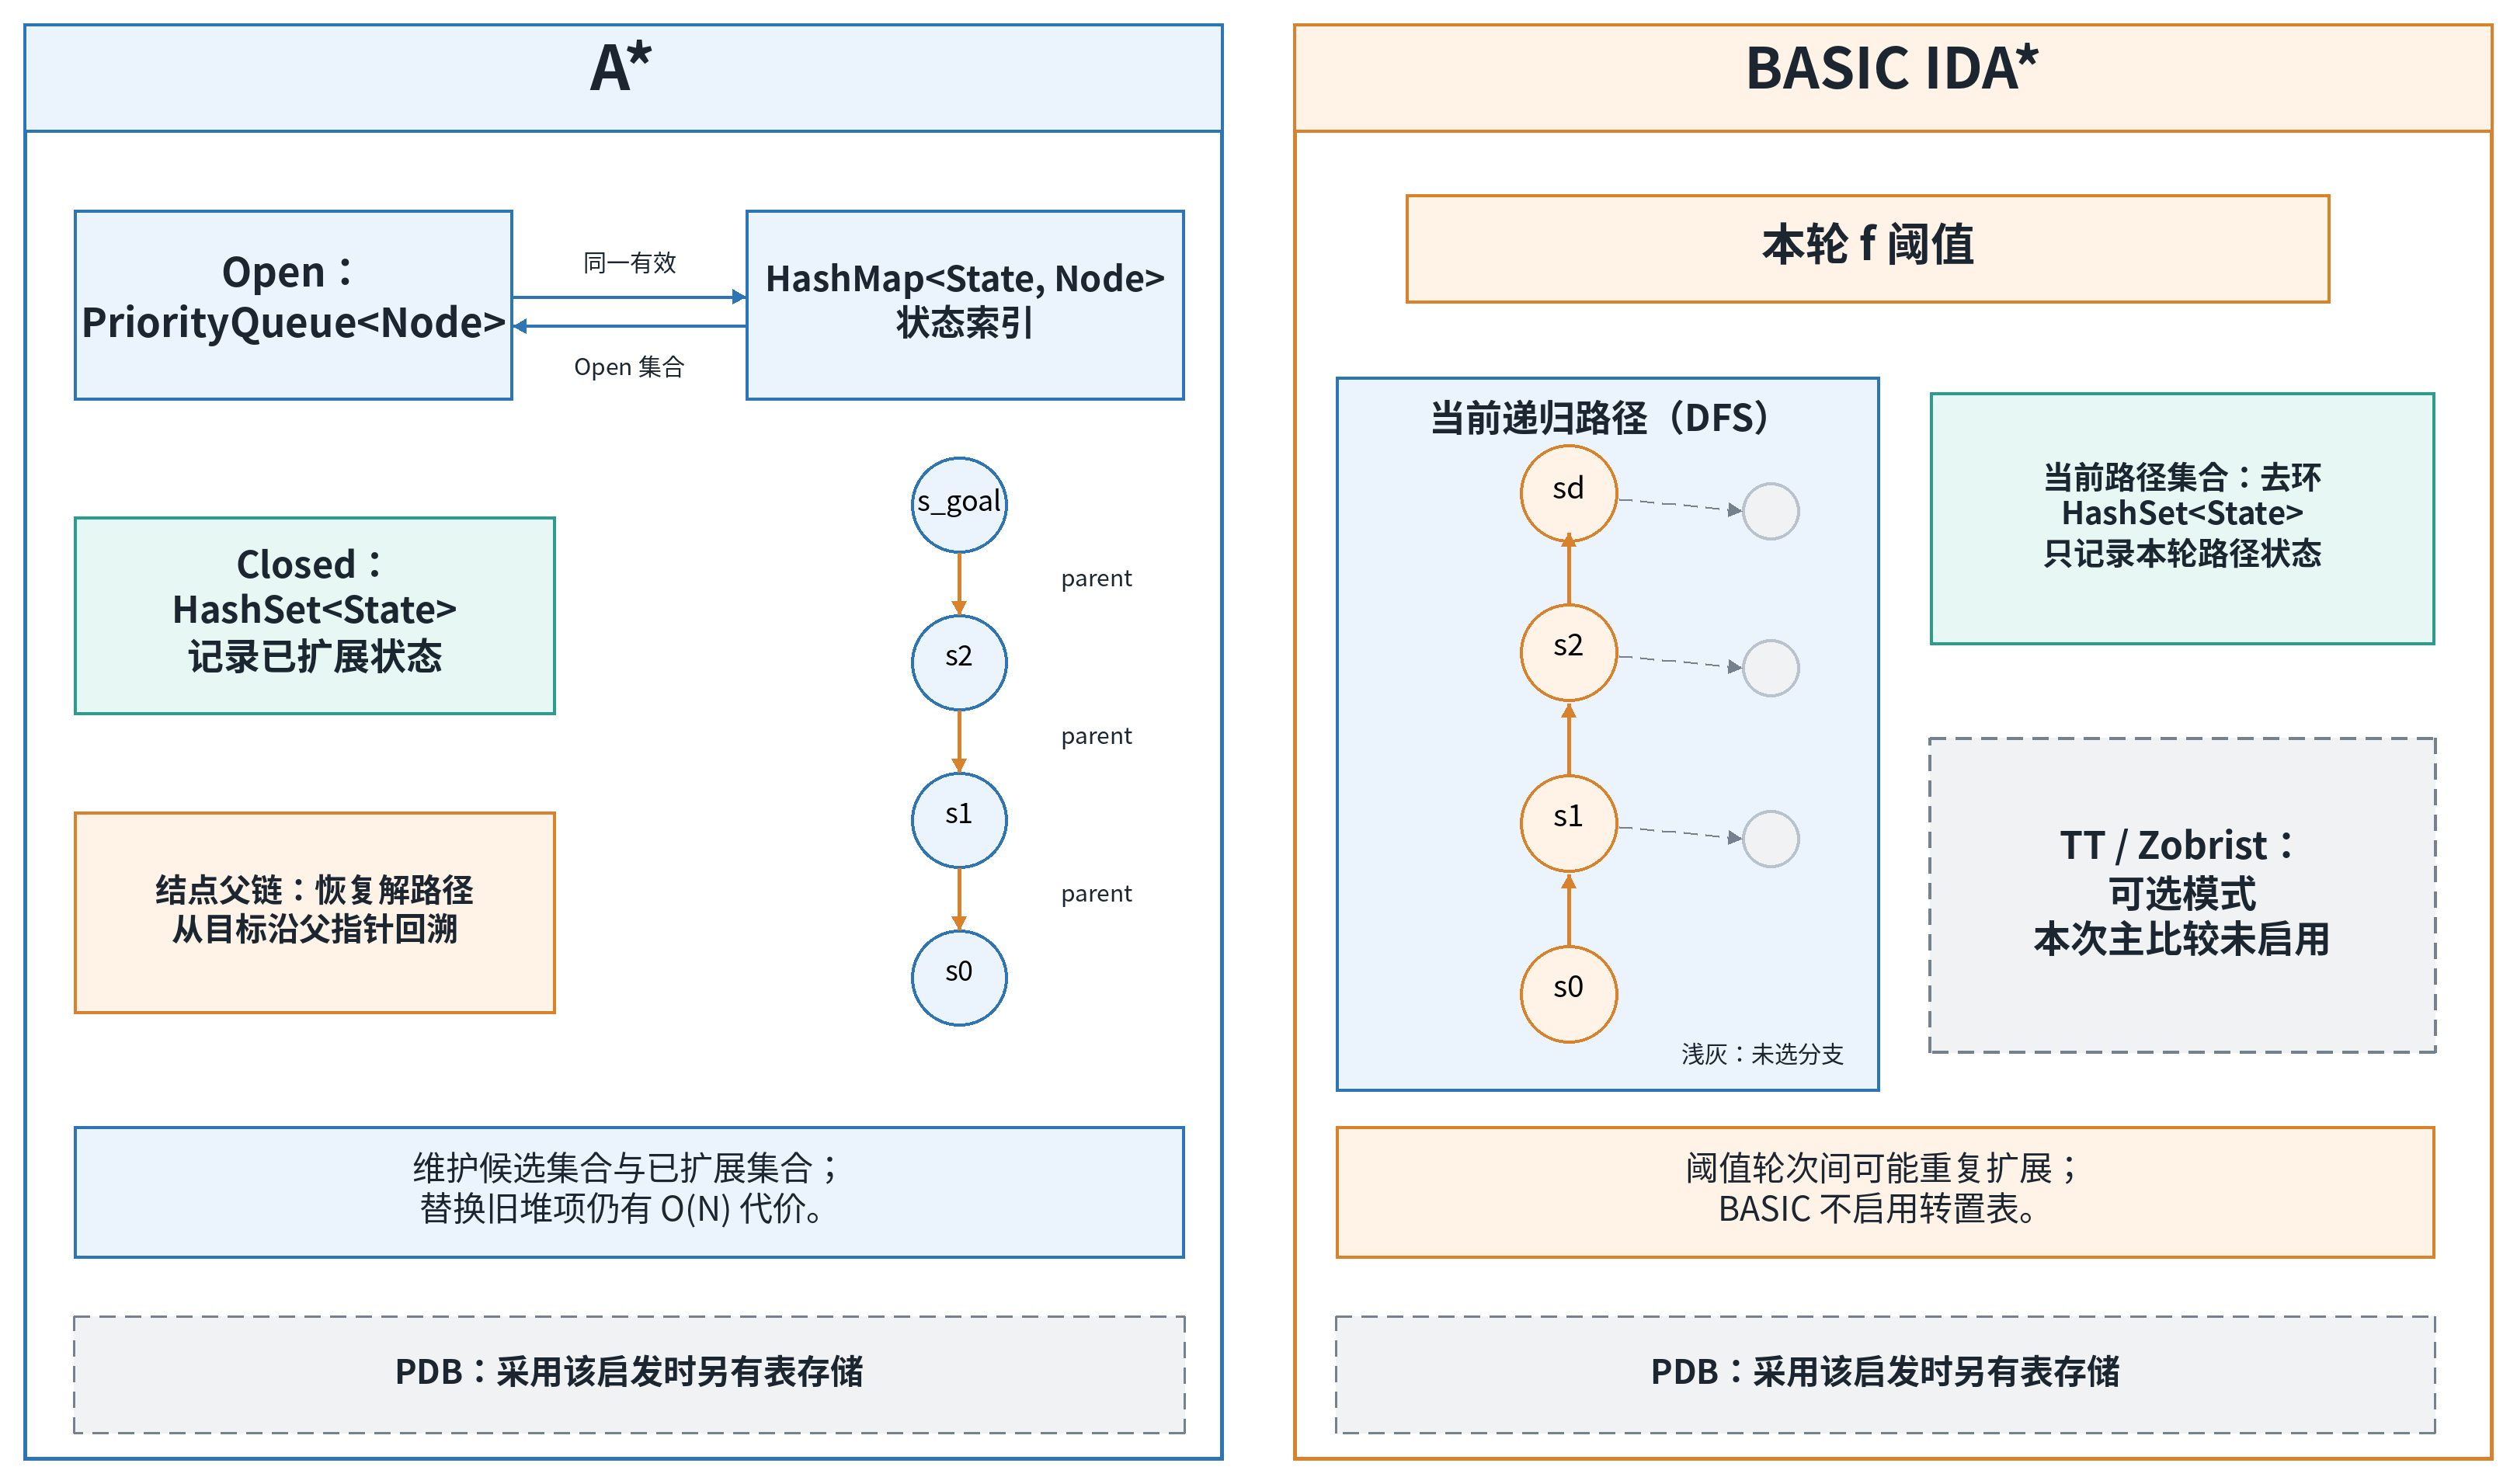 A*
Open：
PriorityQueue<Node>
同一有效
Open 集合
HashMap<State, Node>
状态索引
Closed：
HashSet<State>
记录已扩展状态
结点父链：恢复解路径
从目标沿父指针回溯
s_goal
parent
s2
parent
s1
parent
s0
维护候选集合与已扩展集合；
替换旧堆项仍有 O(N) 代价。
PDB：采用该启发时另有表存储
BASIC IDA*
本轮 f 阈值
当前递归路径（DFS）
sd
s2
s1
s0
浅灰：未选分支
当前路径集合：去环
HashSet<State>
只记录本轮路径状态
TT / Zobrist：
可选模式
本次主比较未启用
阈值轮次间可能重复扩展；
BASIC 不启用转置表。
PDB：采用该启发时另有表存储